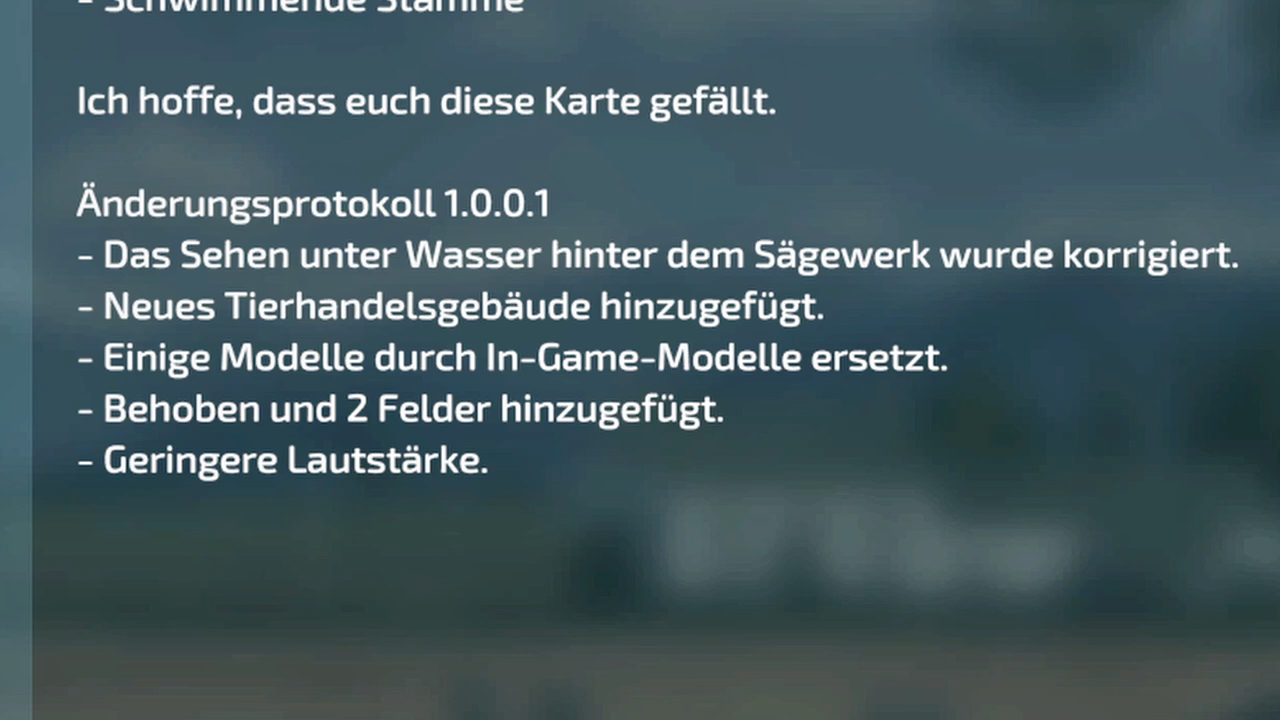 - Schwimmende Stämme
Ich hoffe, dass euch diese Karte gefällt.
Änderungsprotokoll 1.0.0.1
- Das Sehen unter Wasser hinter dem Sägewerk wurde korrigiert.
- Neues Tierhandelsgebäude hinzugefügt.
- Einige Modelle durch In-Game-Modelle ersetzt.
- Behoben und 2 Felder hinzugefügt.
- Geringere Lautstärke.